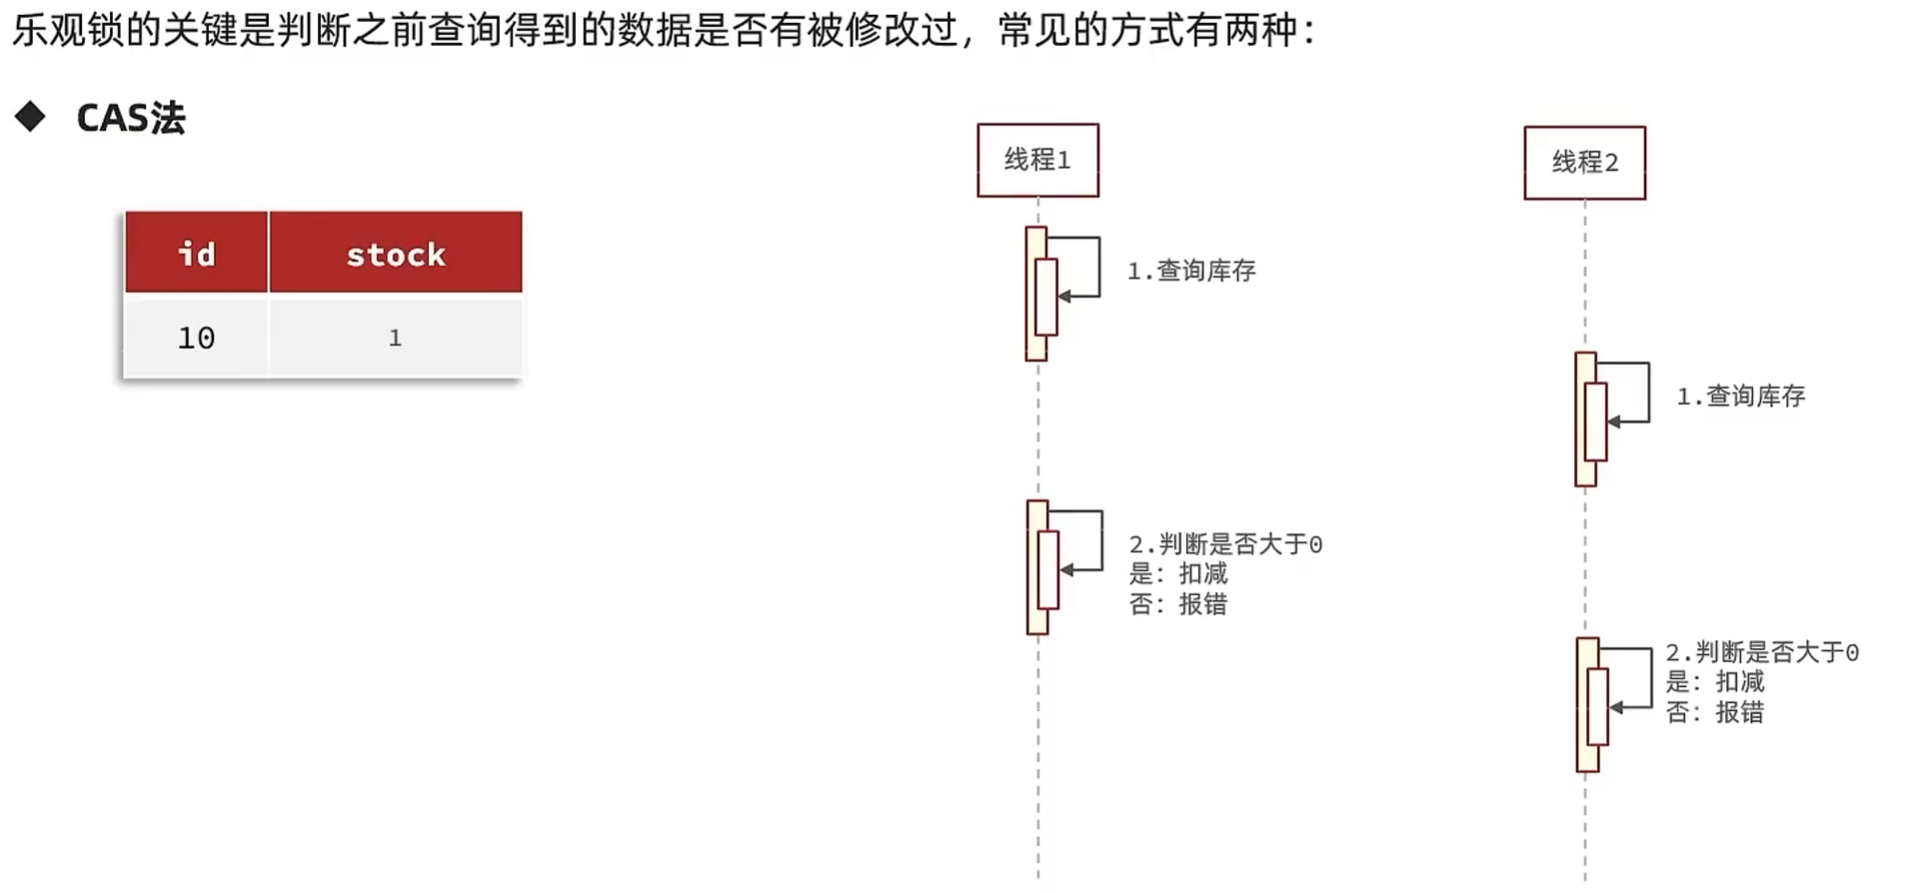 乐观锁的关键是判断之前查询得到的数据是否有被修改过，常见的方式有两种：
◆ CAS法
id stock
10 1
线程1
1.查询库存
2.判断是否大于0
是：扣减
否：报错
线程2
1.查询库存
2.判断是否大于0
是：扣减
否：报错